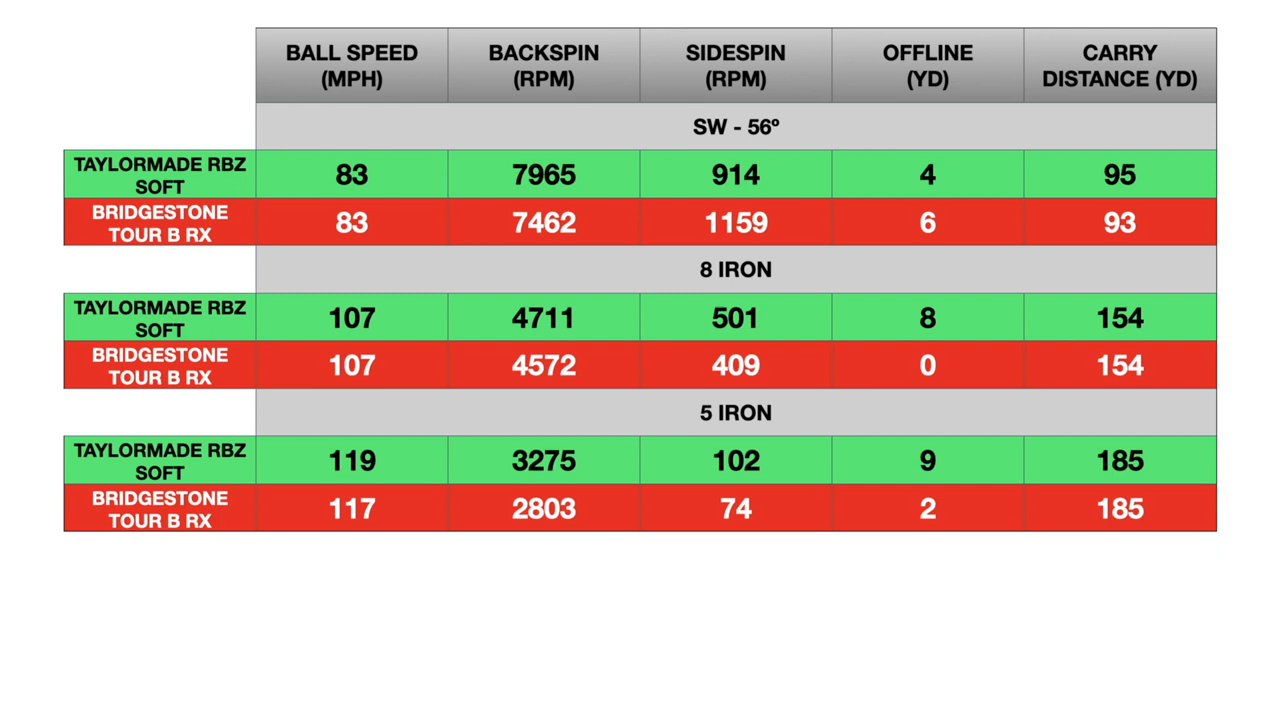 BALL SPEED (MPH) BACKSPIN (RPM) SIDESPIN (RPM) OFFLINE (YD) CARRY DISTANCE (YD)
SW - 56º
TAYLORMADE RBZ SOFT 83 7965 914 4 95
BRIDGESTONE TOUR B RX 83 7462 1159 6 93
8 IRON
TAYLORMADE RBZ SOFT 107 4711 501 8 154
BRIDGESTONE TOUR B RX 107 4572 409 0 154
5 IRON
TAYLORMADE RBZ SOFT 119 3275 102 9 185
BRIDGESTONE TOUR B RX 117 2803 74 2 185